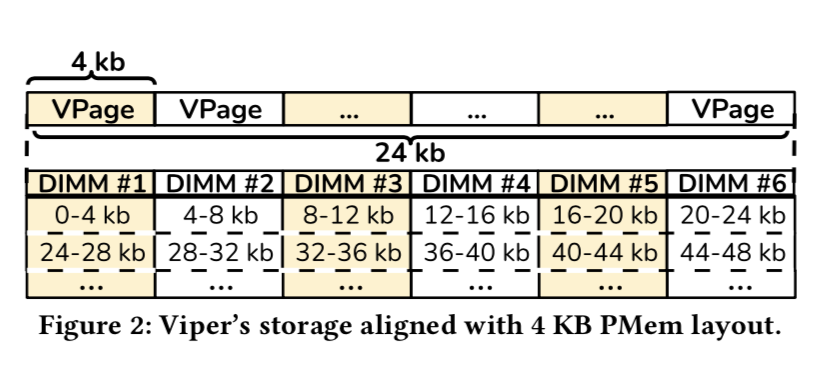 4 kb
VPage VPage ... ... ... VPage
24 kb
DIMM #1 DIMM #2 DIMM #3 DIMM #4 DIMM #5 DIMM #6
0-4 kb 4-8 kb 8-12 kb 12-16 kb 16-20 kb 20-24 kb
24-28 kb 28-32 kb 32-36 kb 36-40 kb 40-44 kb 44-48 kb
... ... ... ... ... ...
Figure 2: Viper's storage aligned with 4 KB PMem layout.